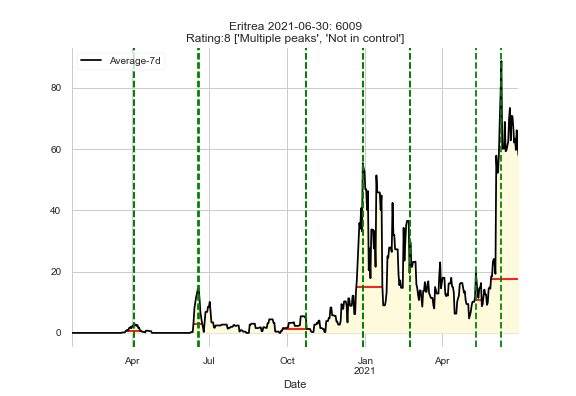 Eritrea 2021-06-30: 6009
Rating:8 ['Multiple peaks', 'Not in control']
Average-7d
80
60
40
20
0
Apr
Jul
Oct
Jan
2021
Apr
Date